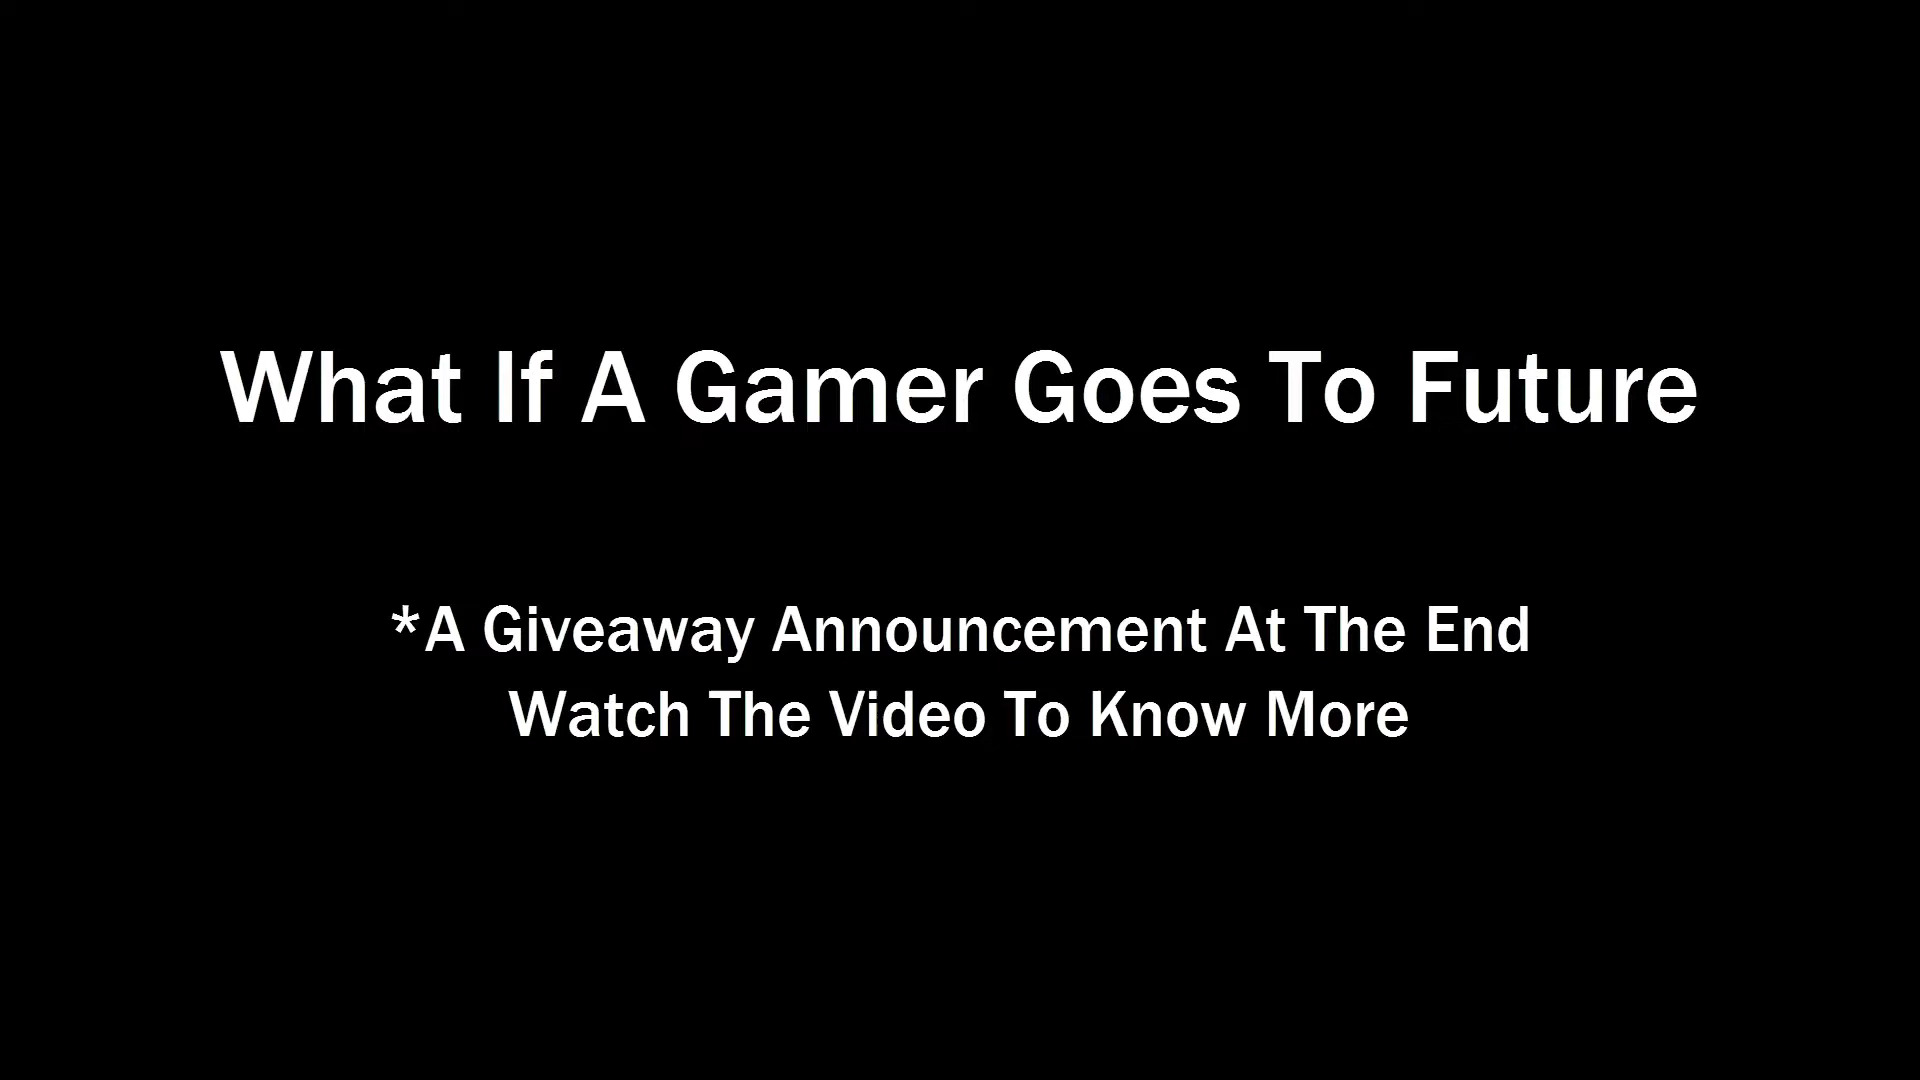 What If A Gamer Goes To Future
*A Giveaway Announcement At The End
Watch The Video To Know More